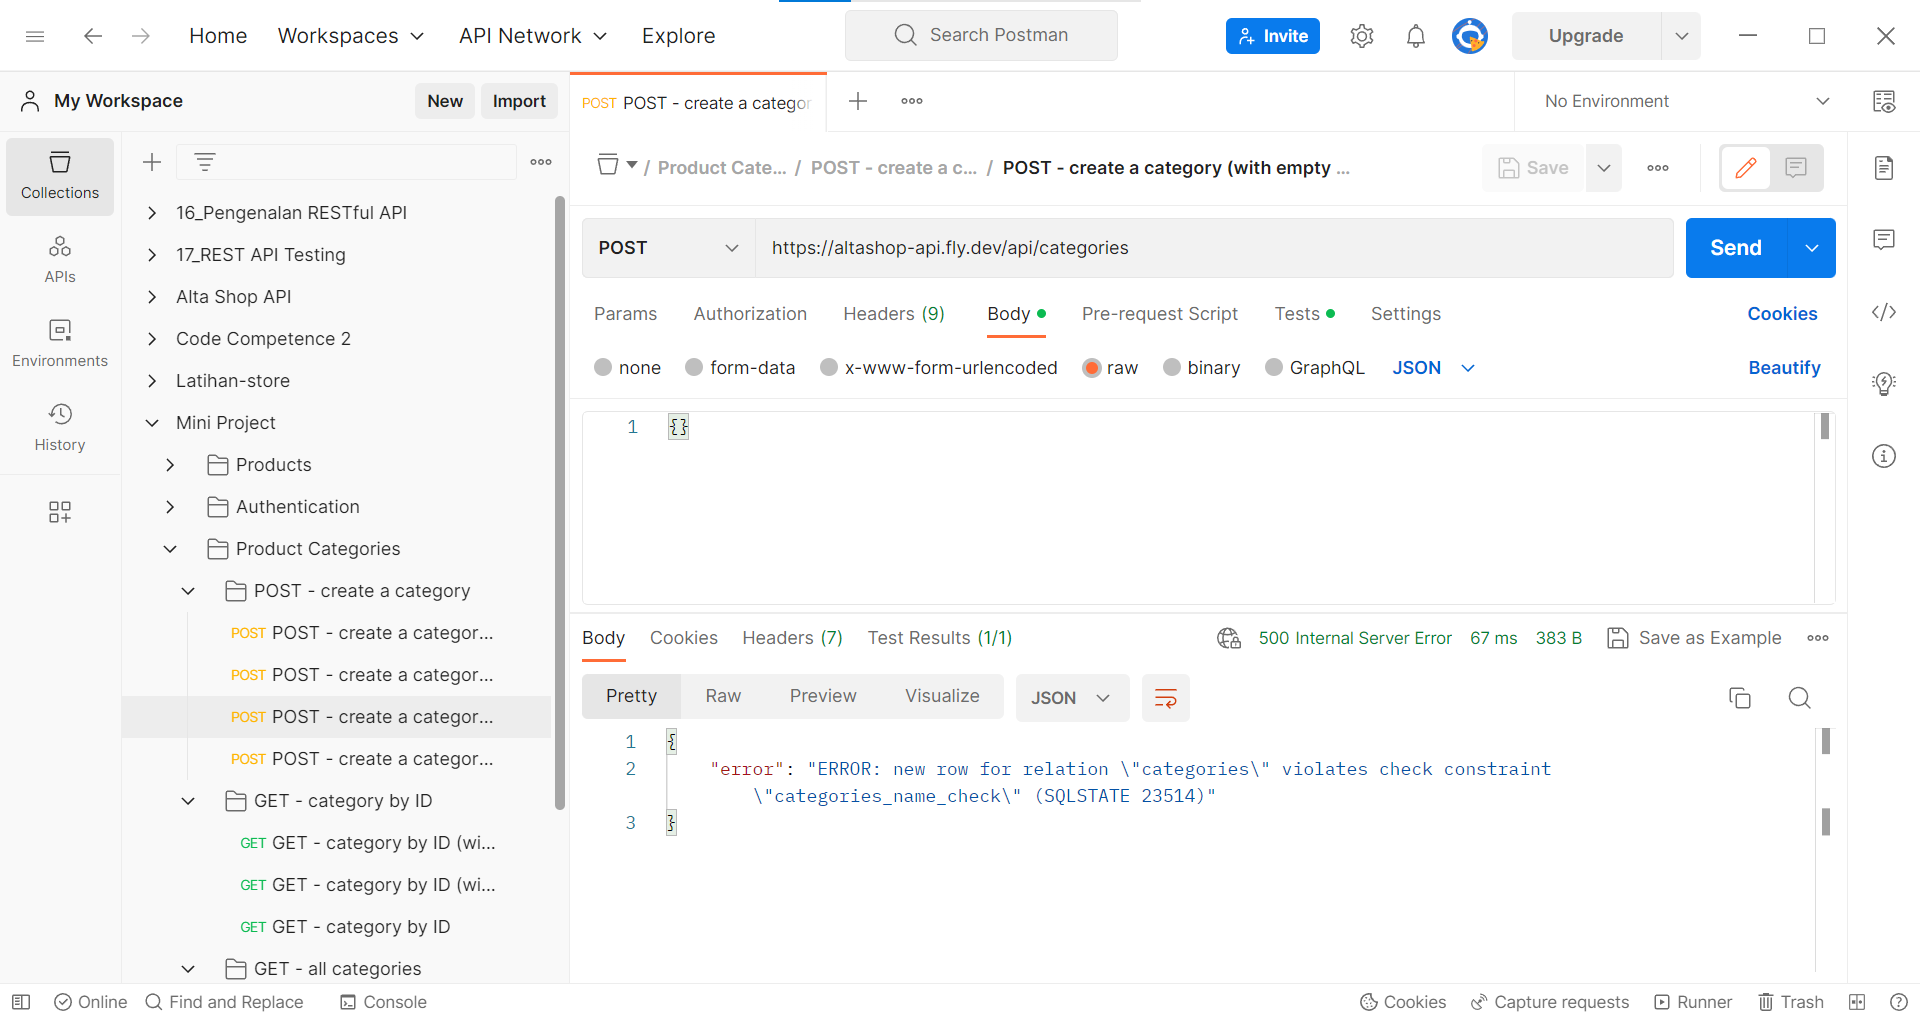 Home
Workspaces
API Network
Explore
Search Postman
Invite
Upgrade
My Workspace
New
Import
POST POST - create a categor
No Environment
Collections
APIs
Environments
History
16_Pengenalan RESTful API
17_REST API Testing
Alta Shop API
Code Competence 2
Latihan-store
Mini Project
Products
Authentication
Product Categories
POST - create a category
POST POST - create a categor...
POST POST - create a categor...
POST POST - create a categor...
POST POST - create a categor...
GET - category by ID
GET GET - category by ID (wi...
GET GET - category by ID (wi...
GET GET - category by ID
GET - all categories
/ Product Cate... / POST - create a c... / POST - create a category (with empty ...
Save
POST
https://altashop-api.fly.dev/api/categories
Send
Params
Authorization
Headers (9)
Body
Pre-request Script
Tests
Settings
Cookies
none
form-data
x-www-form-urlencoded
raw
binary
GraphQL
JSON
Beautify
1 {}
Body
Cookies
Headers (7)
Test Results (1/1)
500 Internal Server Error
67 ms
383 B
Save as Example
Pretty
Raw
Preview
Visualize
JSON
1 {
2 "error": "ERROR: new row for relation \"categories\" violates check constraint
\"categories_name_check\" (SQLSTATE 23514)"
3 }
Online
Find and Replace
Console
Cookies
Capture requests
Runner
Trash